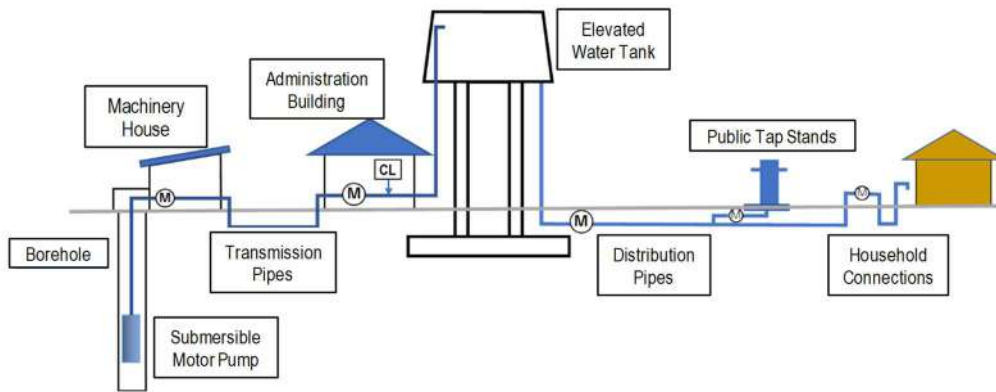 Elevated
Water Tank
Administration
Building
Machinery
House
Public Tap Stands
CL
M
M
M
M
M
Borehole
Transmission
Pipes
Distribution
Pipes
Household
Connections
Submersible
Motor Pump